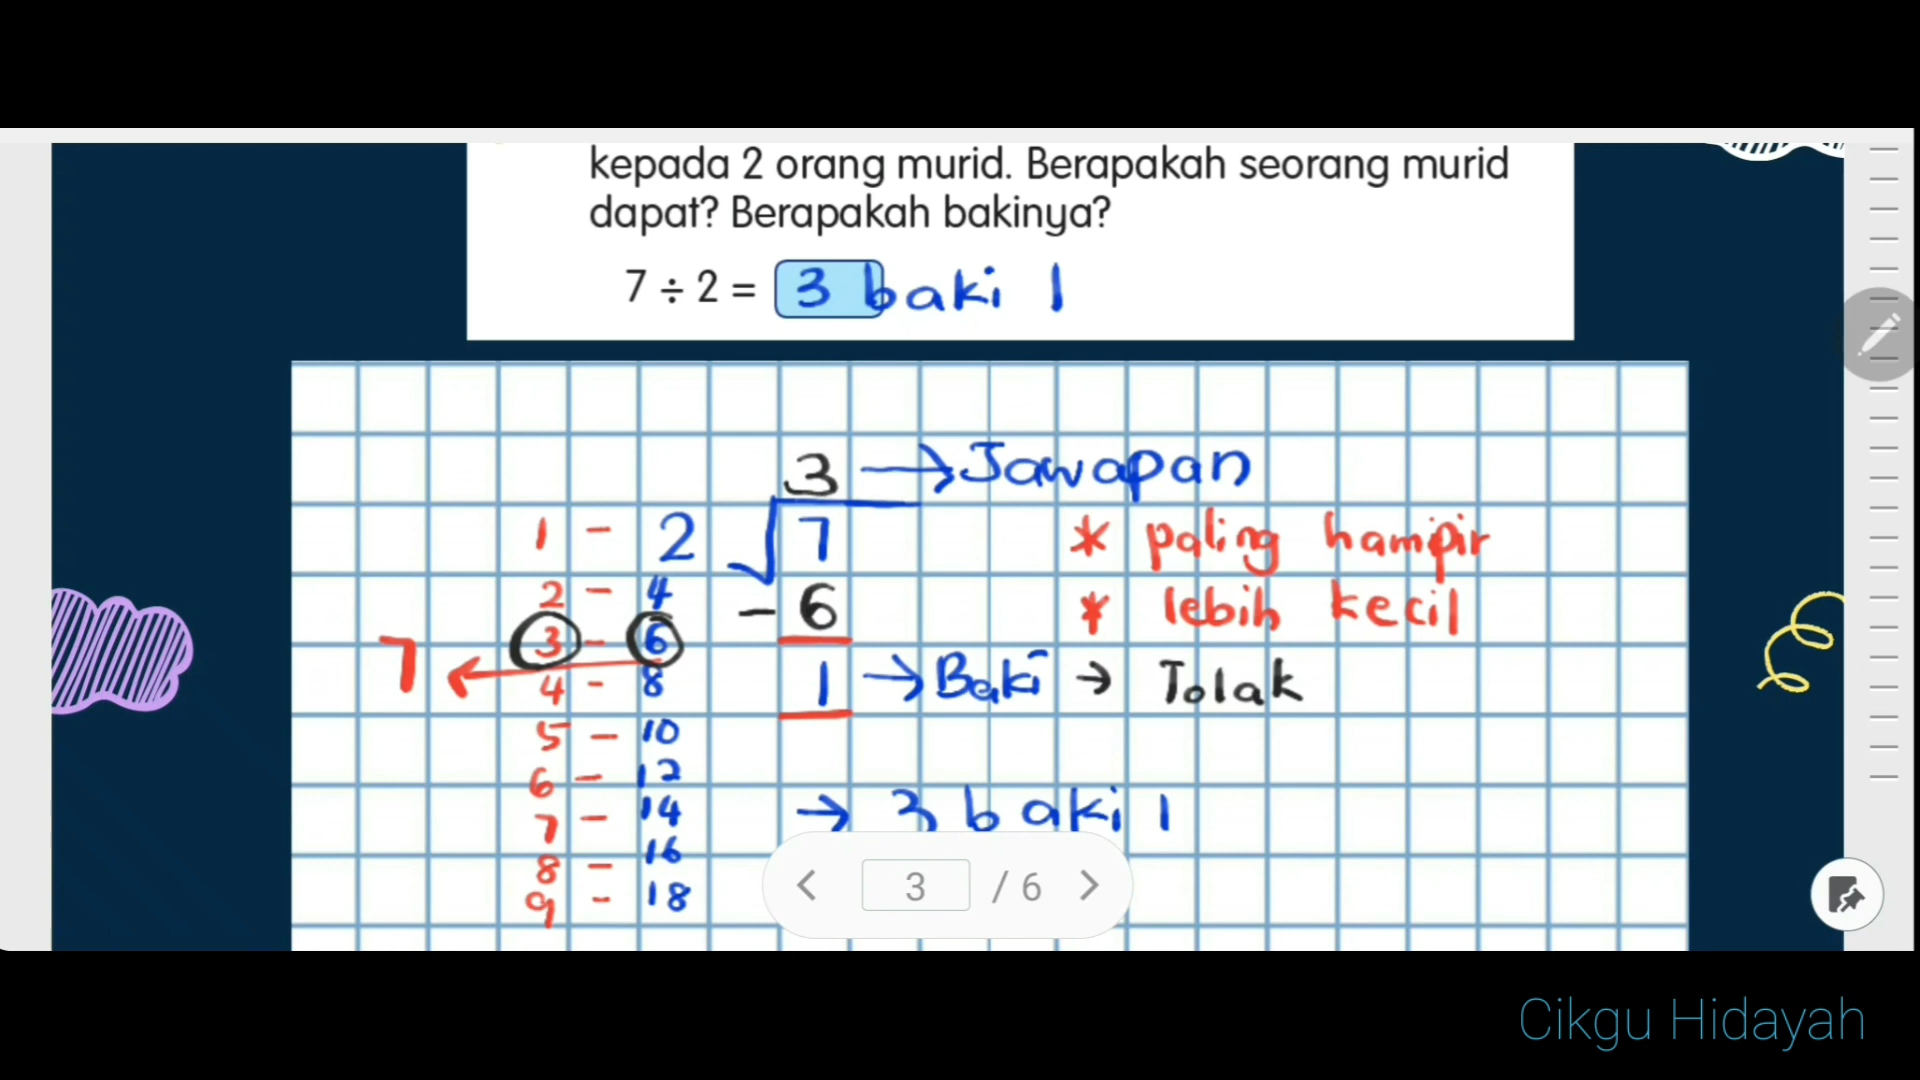 kepada 2 orang murid. Berapakah seorang murid
dapat? Berapakah bakinya?
7 ÷ 2 = 3 baki 1
3 → Jawapan
1 - 2 √ 7 * paling hampir
2 - 4 - 6 * lebih kecil
7 ← 3 - 6
4 - 8 1 → Baki → Tolak
5 - 10
6 - 12
7 - 14 → 3 baki 1
8 - 16
9 - 18
< 3 / 6 >
Cikgu Hidayah